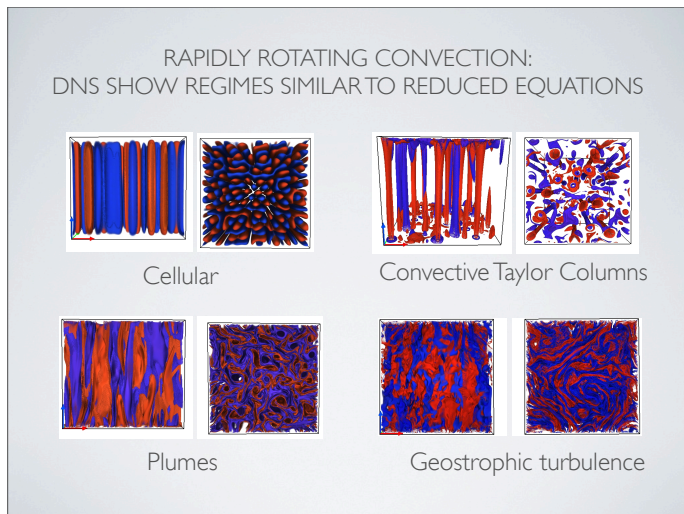 RAPIDLY ROTATING CONVECTION:
DNS SHOW REGIMES SIMILAR TO REDUCED EQUATIONS
Cellular
Convective Taylor Columns
Plumes
Geostrophic turbulence